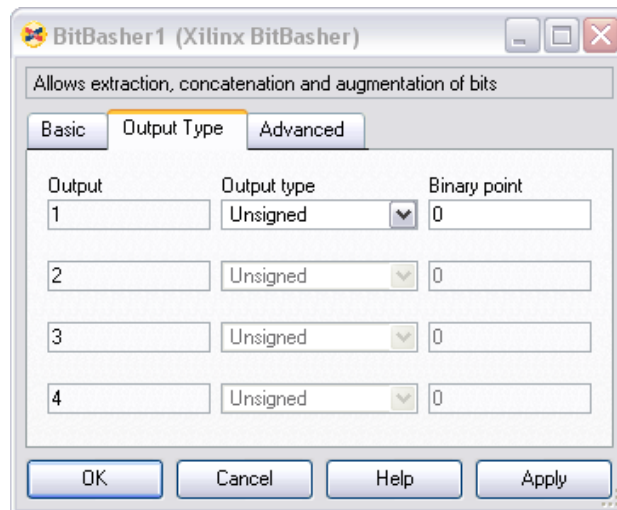 BitBasher1 (Xilinx BitBasher)
Allows extraction, concatenation and augmentation of bits
Basic Output Type Advanced
Output Output type Binary point
1 Unsigned 0
2 Unsigned 0
3 Unsigned 0
4 Unsigned 0
OK Cancel Help Apply